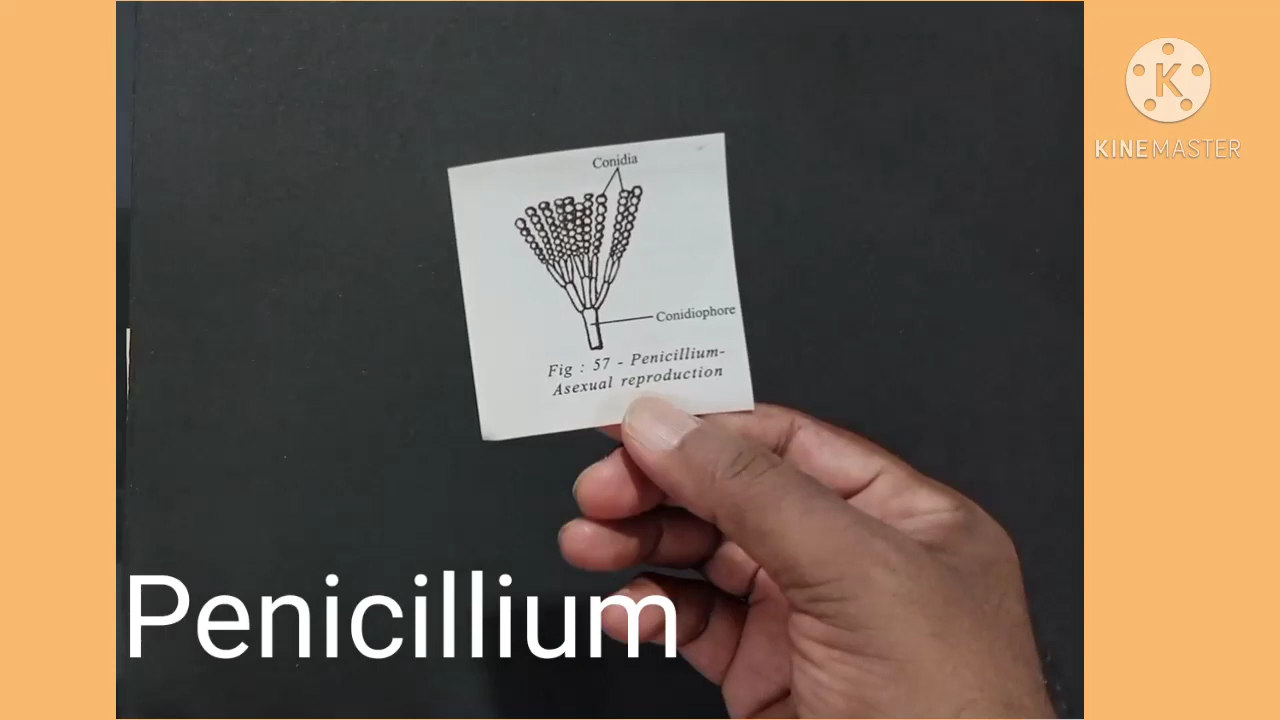 Conidia
Conidiophore
Fig : 57 - Penicillium-
Asexual reproduction
Penicillium
K
KINEMASTER